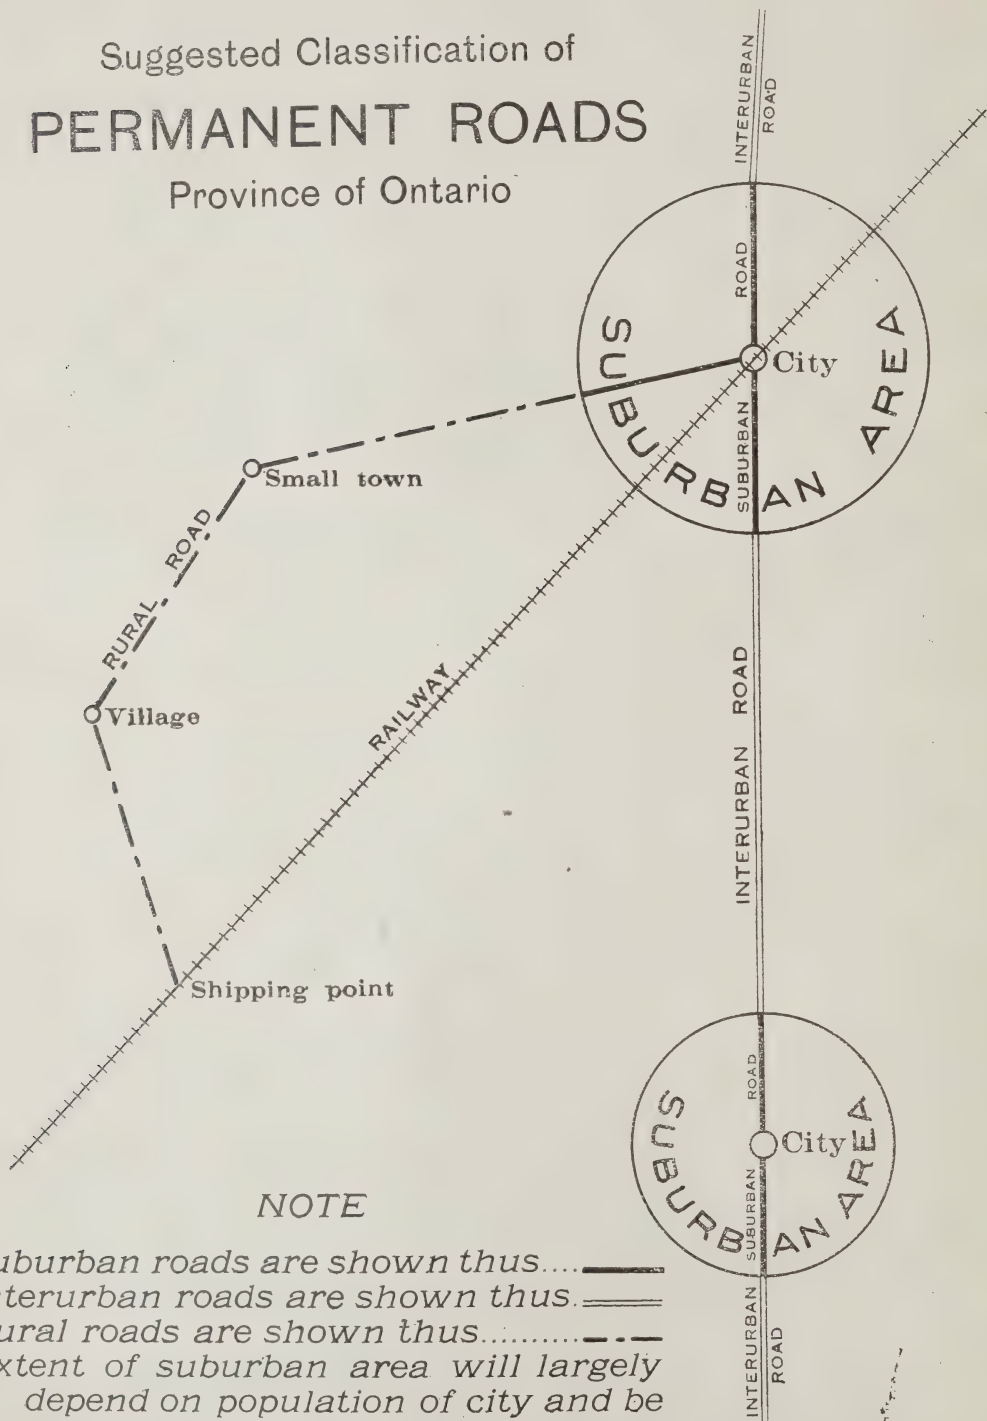 Suggested Classification of
PERMANENT ROADS
Province of Ontario
INTERURBAN
ROAD
ROAD
City
SUBURBAN
SUBURBAN AREA
Small town
RURAL ROAD
Village
RAILWAY
INTERURBAN ROAD
Shipping point
ROAD
City
SUBURBAN
SUBURBAN AREA
INTERURBAN
ROAD
NOTE
uburban roads are shown thus....
terurban roads are shown thus.
ural roads are shown thus..........
xtent of suburban area will largely
depend on population of city and be